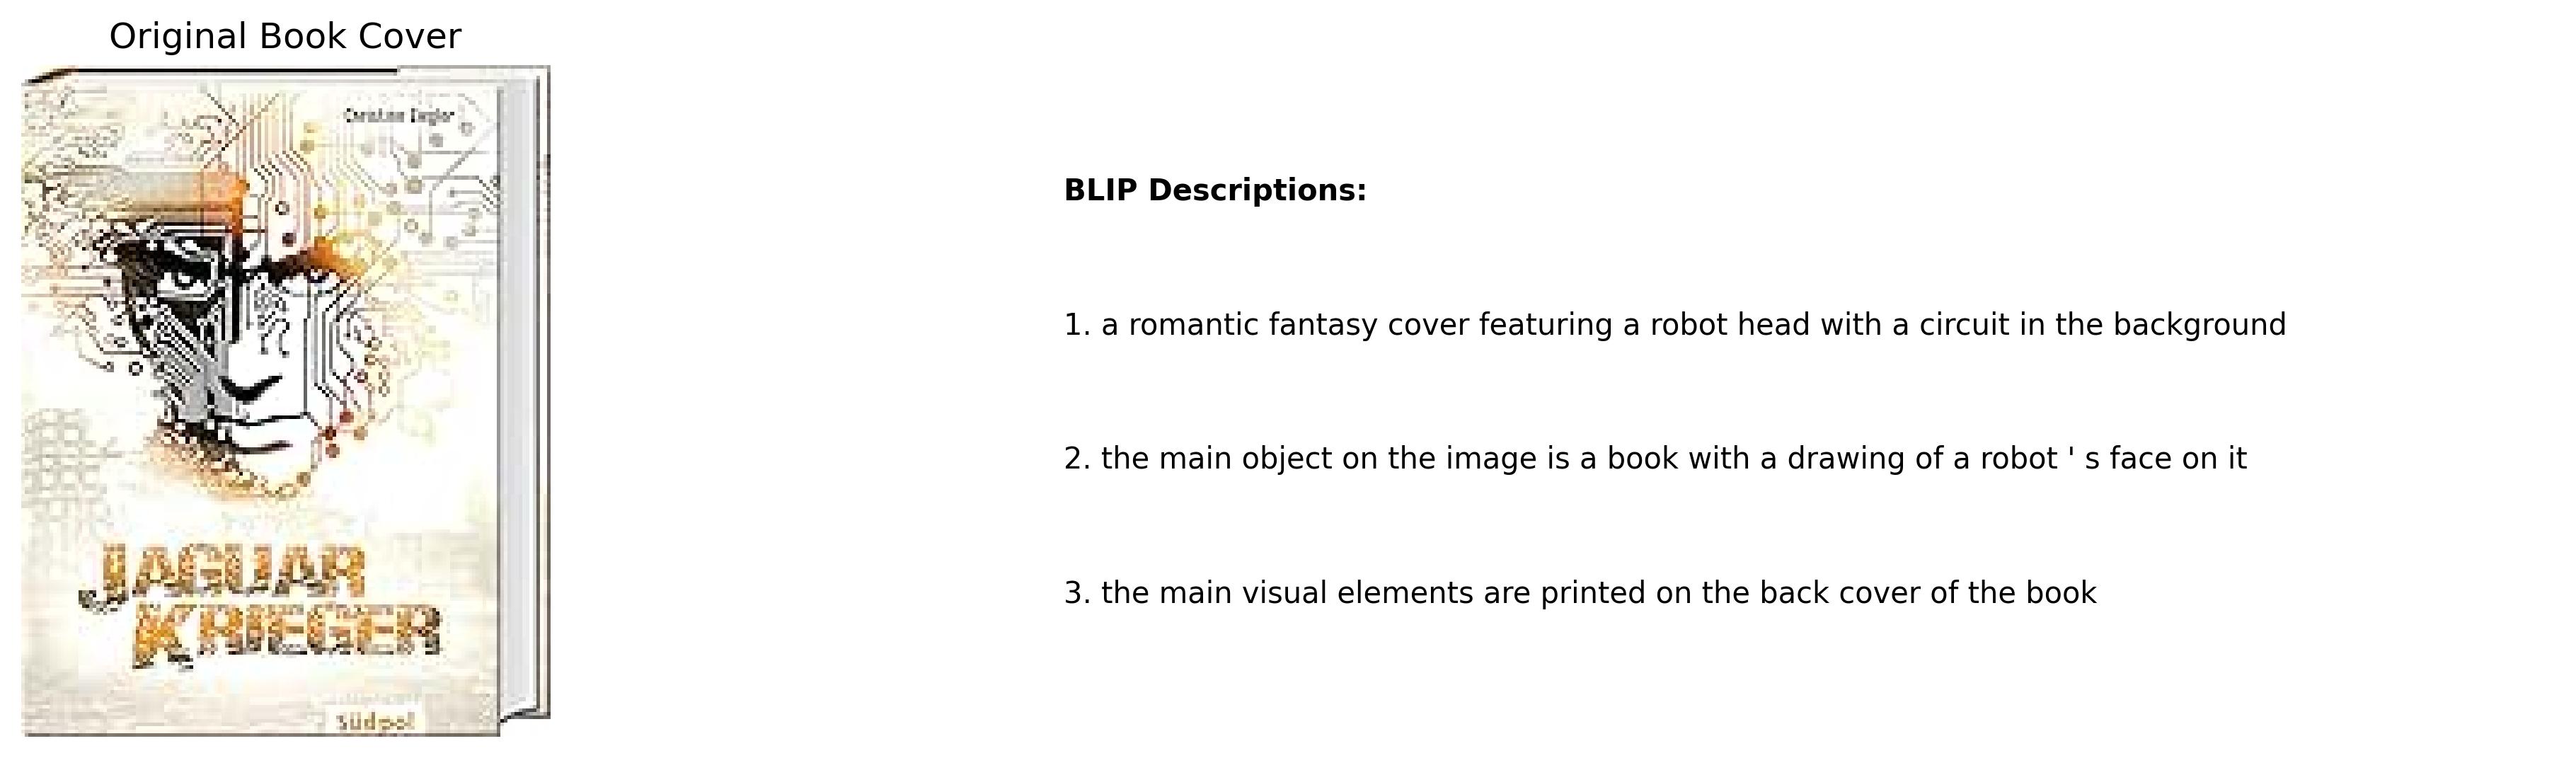 Original Book Cover
JAGUAR
KRIEGER
Südpol
BLIP Descriptions:
1. a romantic fantasy cover featuring a robot head with a circuit in the background
2. the main object on the image is a book with a drawing of a robot ' s face on it
3. the main visual elements are printed on the back cover of the book